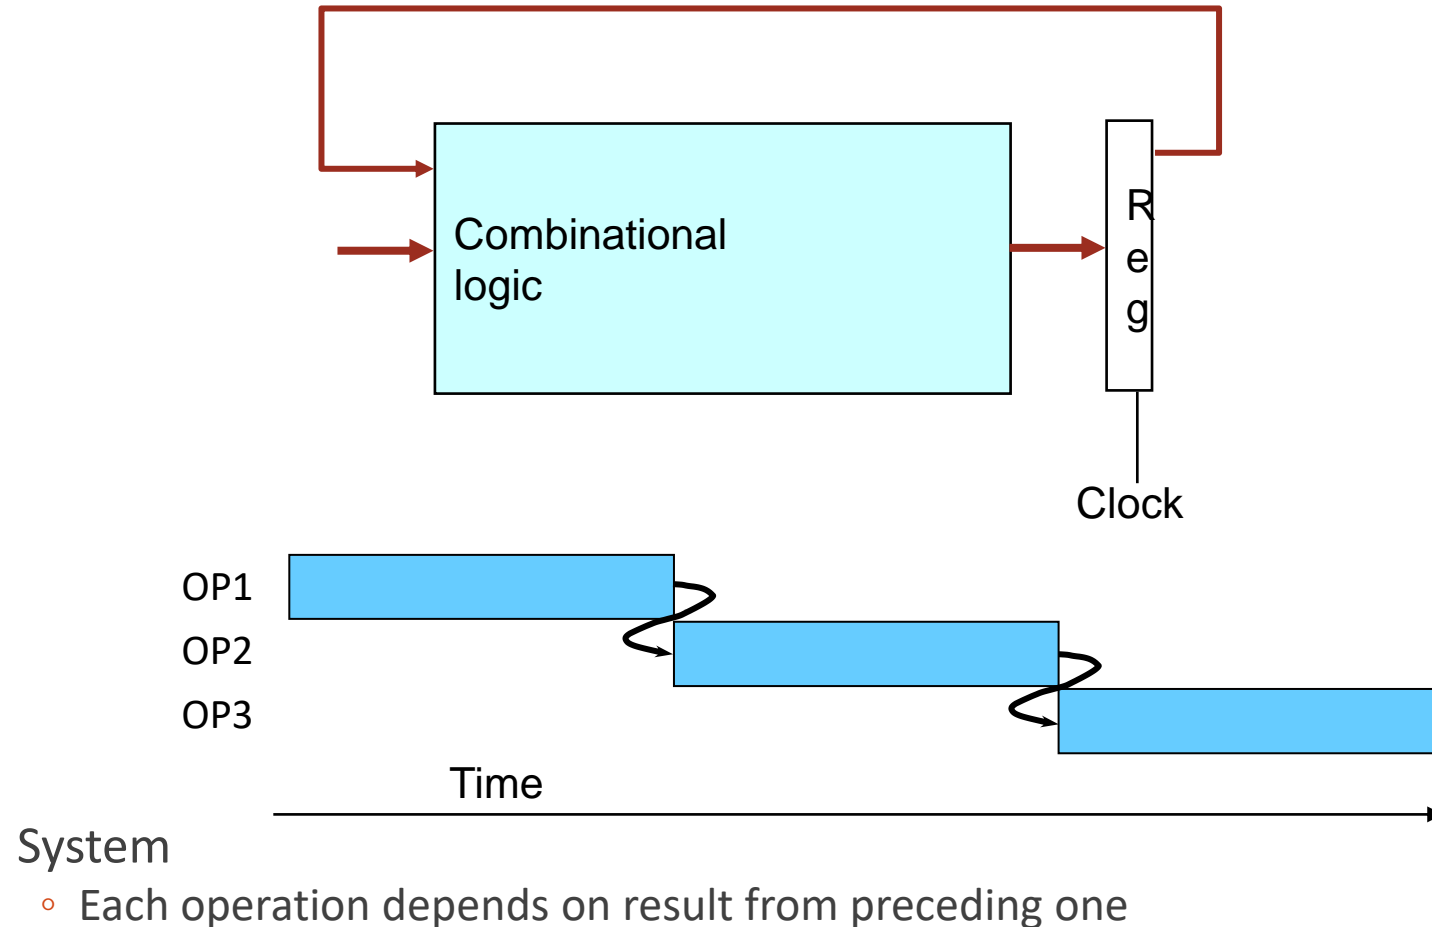 Combinational
logic
R
e
g
Clock
OP1
OP2
OP3
Time
System
◦ Each operation depends on result from preceding one